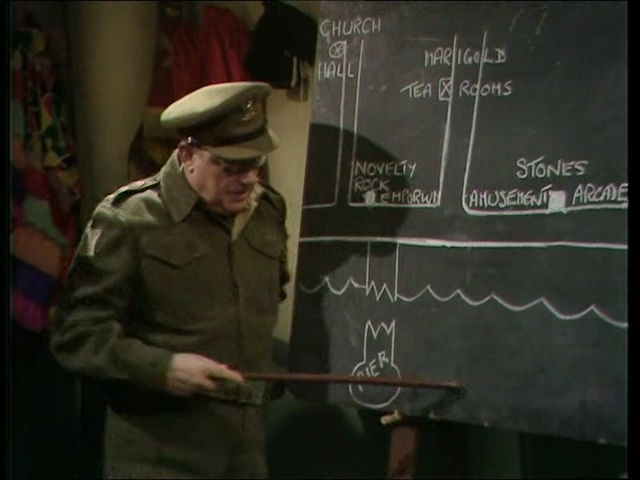 CHURCH
HALL
MARIGOLD
TEA ROOMS
NOVELTY
ROCK
EMPORIUM
STONES
AMUSEMENT ARCADE
PIER